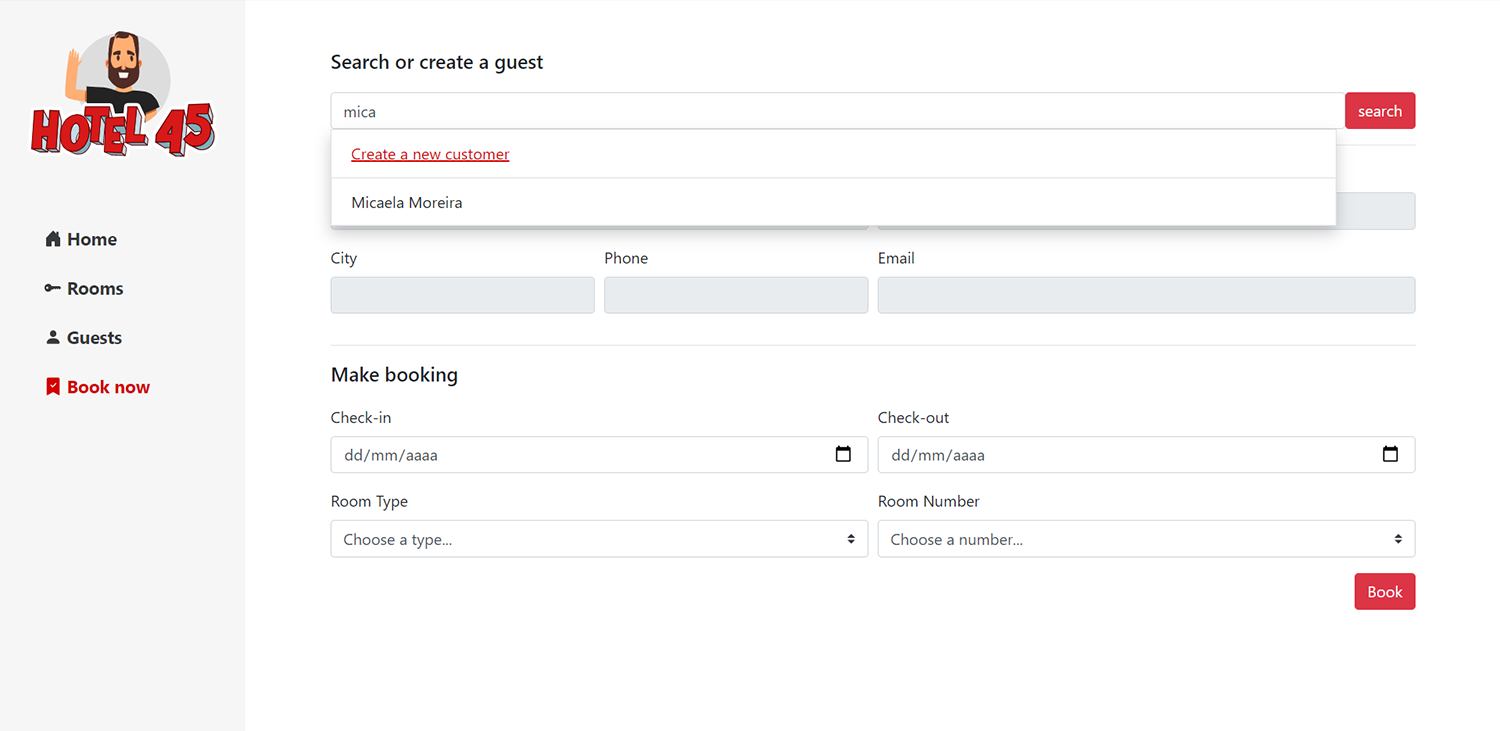 HOTEL 45
Home
Rooms
Guests
Book now
Search or create a guest
mica
search
Create a new customer
Micaela Moreira
City
Phone
Email
Make booking
Check-in
Check-out
dd/mm/aaaa
dd/mm/aaaa
Room Type
Room Number
Choose a type...
Choose a number...
Book